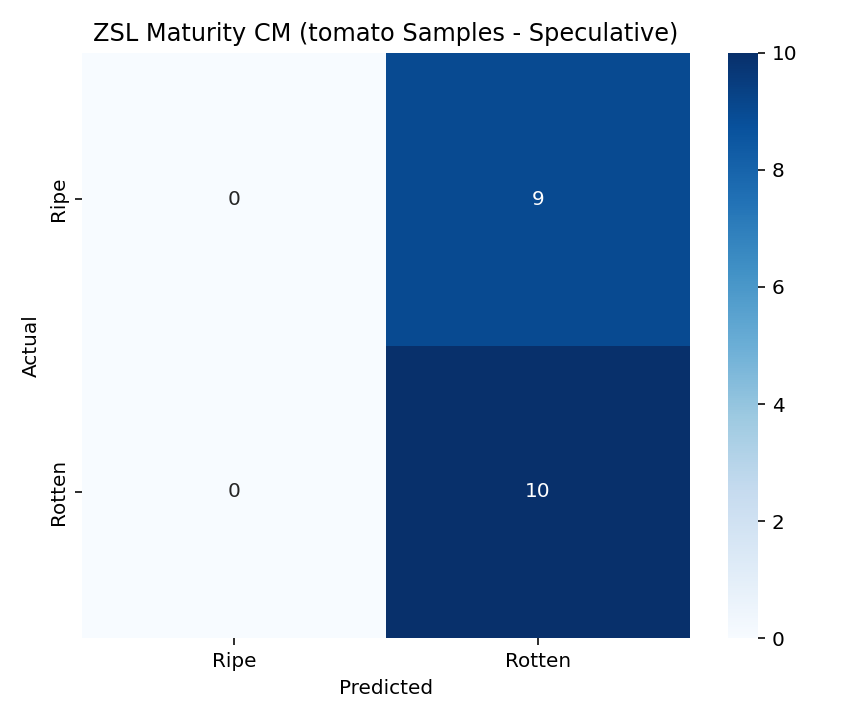 ZSL Maturity CM (tomato Samples - Speculative)
Actual
Ripe
Rotten
0
9
0
10
Ripe
Rotten
Predicted
10
8
6
4
2
0